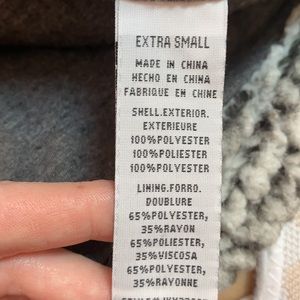 EXTRA SMALL
MADE IN CHINA
HECHO EN CHINA
FABRIQUE EN CHINE
SHELL.EXTERIOR.
EXTERIEURE
100%POLYESTER
100%POLIESTER
100%POLYESTER
LINING.FORRO.
DOUBLURE
65%POLYESTER,
35%RAYON
65%POLIESTER,
35%VISCOSA
65%POLYESTER,
35%RAYONNE